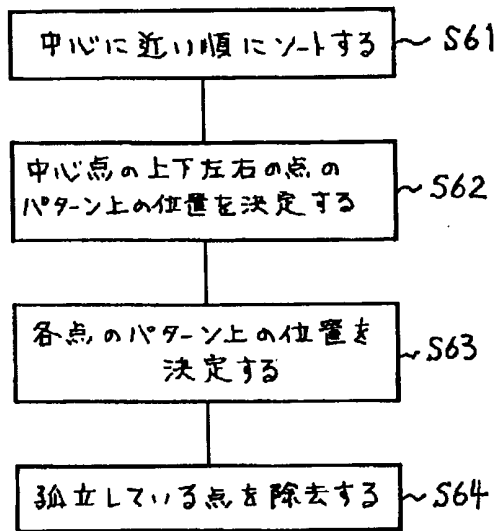 中心に近い順にソートする
S61
中心点の上下左右の点の
パターン上の位置を決定する
S62
各点のパターン上の位置を
決定する
S63
孤立している点を除去する
S64